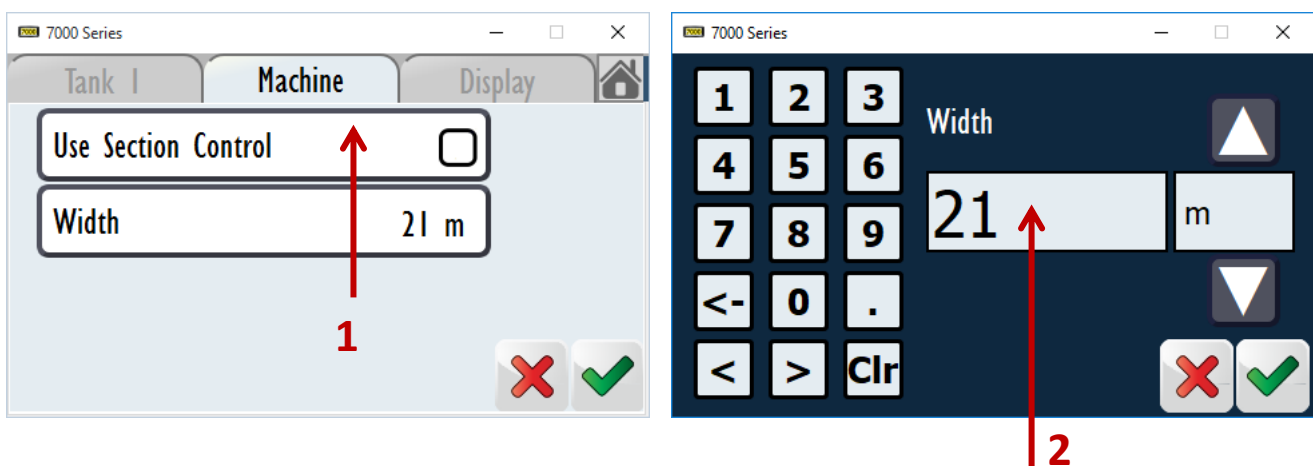 7000 Series
Tank 1 Machine Display
Use Section Control
Width 21 m
1
7000 Series
1 2 3
Width
4 5 6
21 m
7 8 9
<- 0 .
< > Clr
2